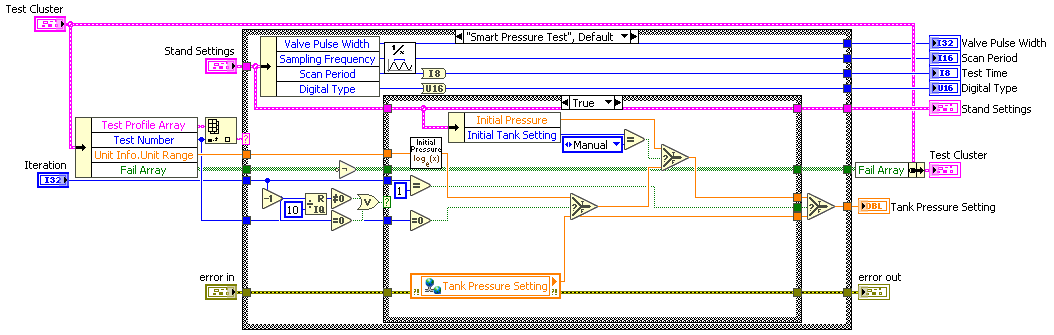 Test Cluster
"Smart Pressure Test", Default
Stand Settings
Valve Pulse Width
Sampling Frequency
Scan Period
Digital Type
1/x
I8
U16
I32 Valve Pulse Width
I16 Scan Period
I8 Test Time
U16 Digital Type
Stand Settings
True
Initial Pressure
Initial Tank Setting
Manual
=
Test Profile Array
Test Number
Unit Info.Unit Range
Fail Array
?
Initial
Pressure
logₑ(x)
?
T
F
Iteration
I32
-1
10
R
IQ
≠0
=0
V
?
1
=
=0
?
T
F
?
T
F
Fail Array
Test Cluster
DBL Tank Pressure Setting
error in
?!
Tank Pressure Setting
?!
error out